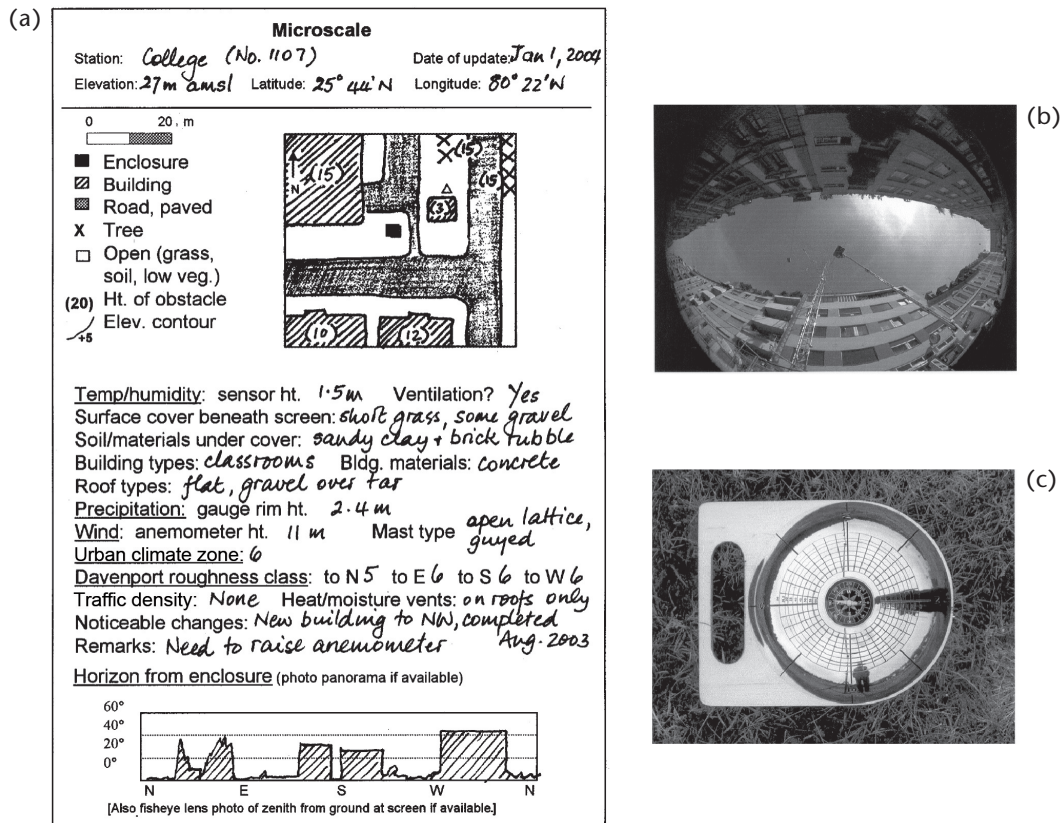 (a)
Microscale
Station: College (No. 1107) Date of update: Jan 1, 2004
Elevation: 27m amsl Latitude: 25° 44'N Longitude: 80° 22'N
0 20 m
Enclosure
Building
Road, paved
X Tree
Open (grass,
soil, low veg.)
(20) Ht. of obstacle
Elev. contour
+5
(15)
N
(15)
(15)
(3)
10
12
Temp/humidity: sensor ht. 1.5m Ventilation? Yes
Surface cover beneath screen: short grass, some gravel
Soil/materials under cover: sandy clay + brick rubble
Building types: classrooms Bldg. materials: concrete
Roof types: flat, gravel over tar
Precipitation: gauge rim ht. 2.4 m
Wind: anemometer ht. 11 m Mast type open lattice,
guyed
Urban climate zone: 6
Davenport roughness class: to N 5 to E 6 to S 6 to W 6
Traffic density: None Heat/moisture vents: on roofs only
Noticeable changes: New building to NW, completed
Aug. 2003
Remarks: Need to raise anemometer
Horizon from enclosure (photo panorama if available)
60°
40°
20°
0°
N E S W N
[Also fisheye lens photo of zenith from ground at screen if available.]
(b)
(c)